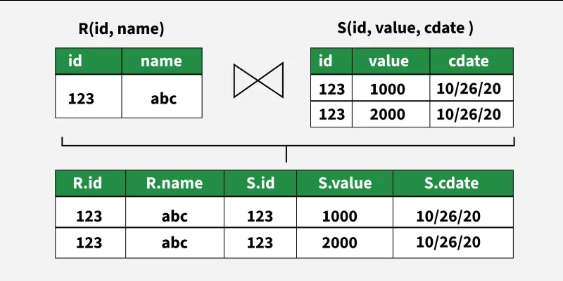 R(id, name) S(id, value, cdate )
id name id value cdate
123 abc 123 1000 10/26/20
123 2000 10/26/20
R.id R.name S.id S.value S.cdate
123 abc 123 1000 10/26/20
123 abc 123 2000 10/26/20